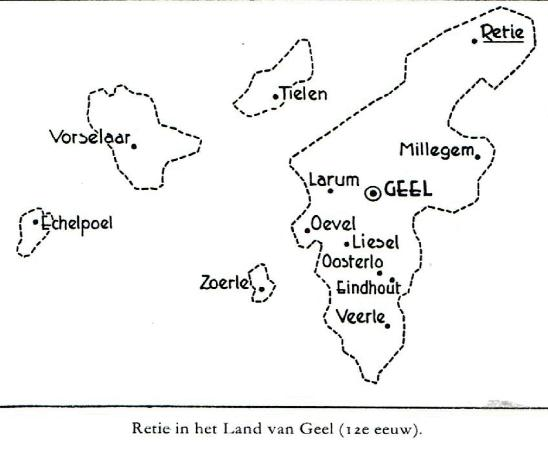 Retie
Tielen
Vorselaar
Millegem
Larum
GEEL
Echelpoel
Oevel
Liesel
Oosterlo
Zoerle
Eindhout
Veerle
Retie in het Land van Geel (12e eeuw).